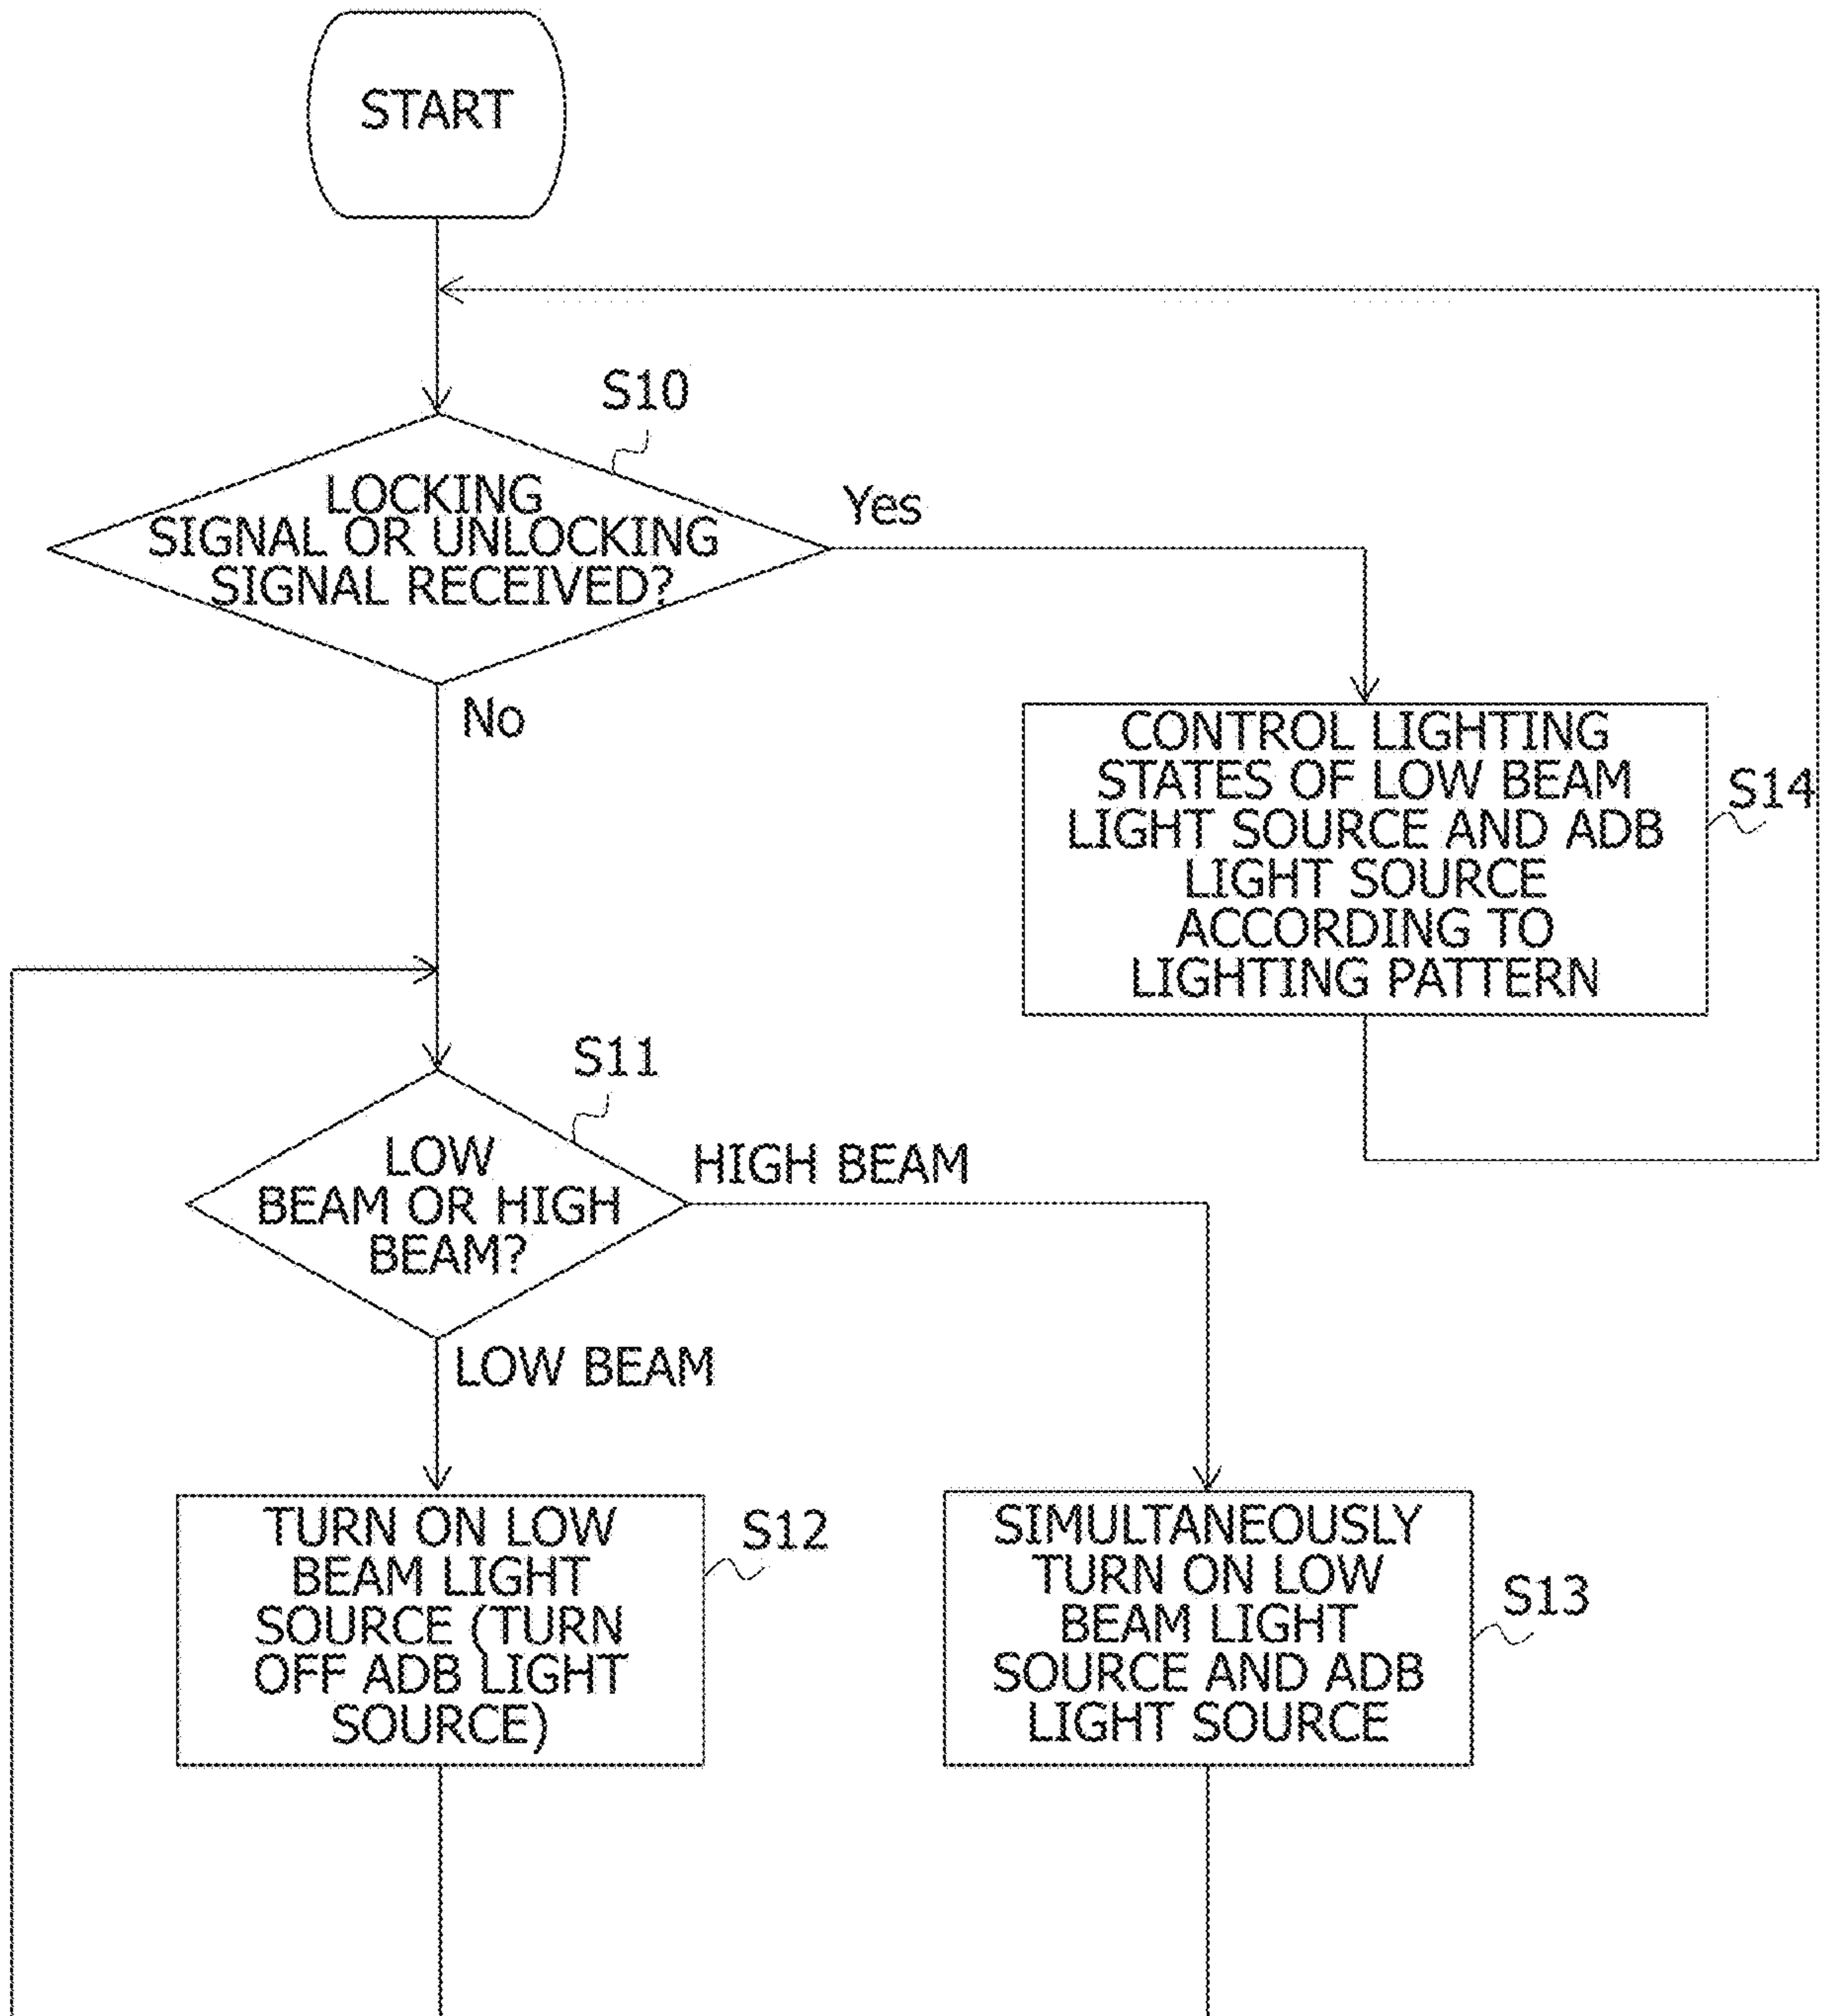 START
S10
LOCKING
SIGNAL OR UNLOCKING
SIGNAL RECEIVED?
Yes
No
CONTROL LIGHTING
STATES OF LOW BEAM
LIGHT SOURCE AND ADB
LIGHT SOURCE
ACCORDING TO
LIGHTING PATTERN
S14
S11
LOW
BEAM OR HIGH
BEAM?
HIGH BEAM
LOW BEAM
TURN ON LOW
BEAM LIGHT
SOURCE (TURN
OFF ADB LIGHT
SOURCE)
S12
SIMULTANEOUSLY
TURN ON LOW
BEAM LIGHT
SOURCE AND ADB
LIGHT SOURCE
S13